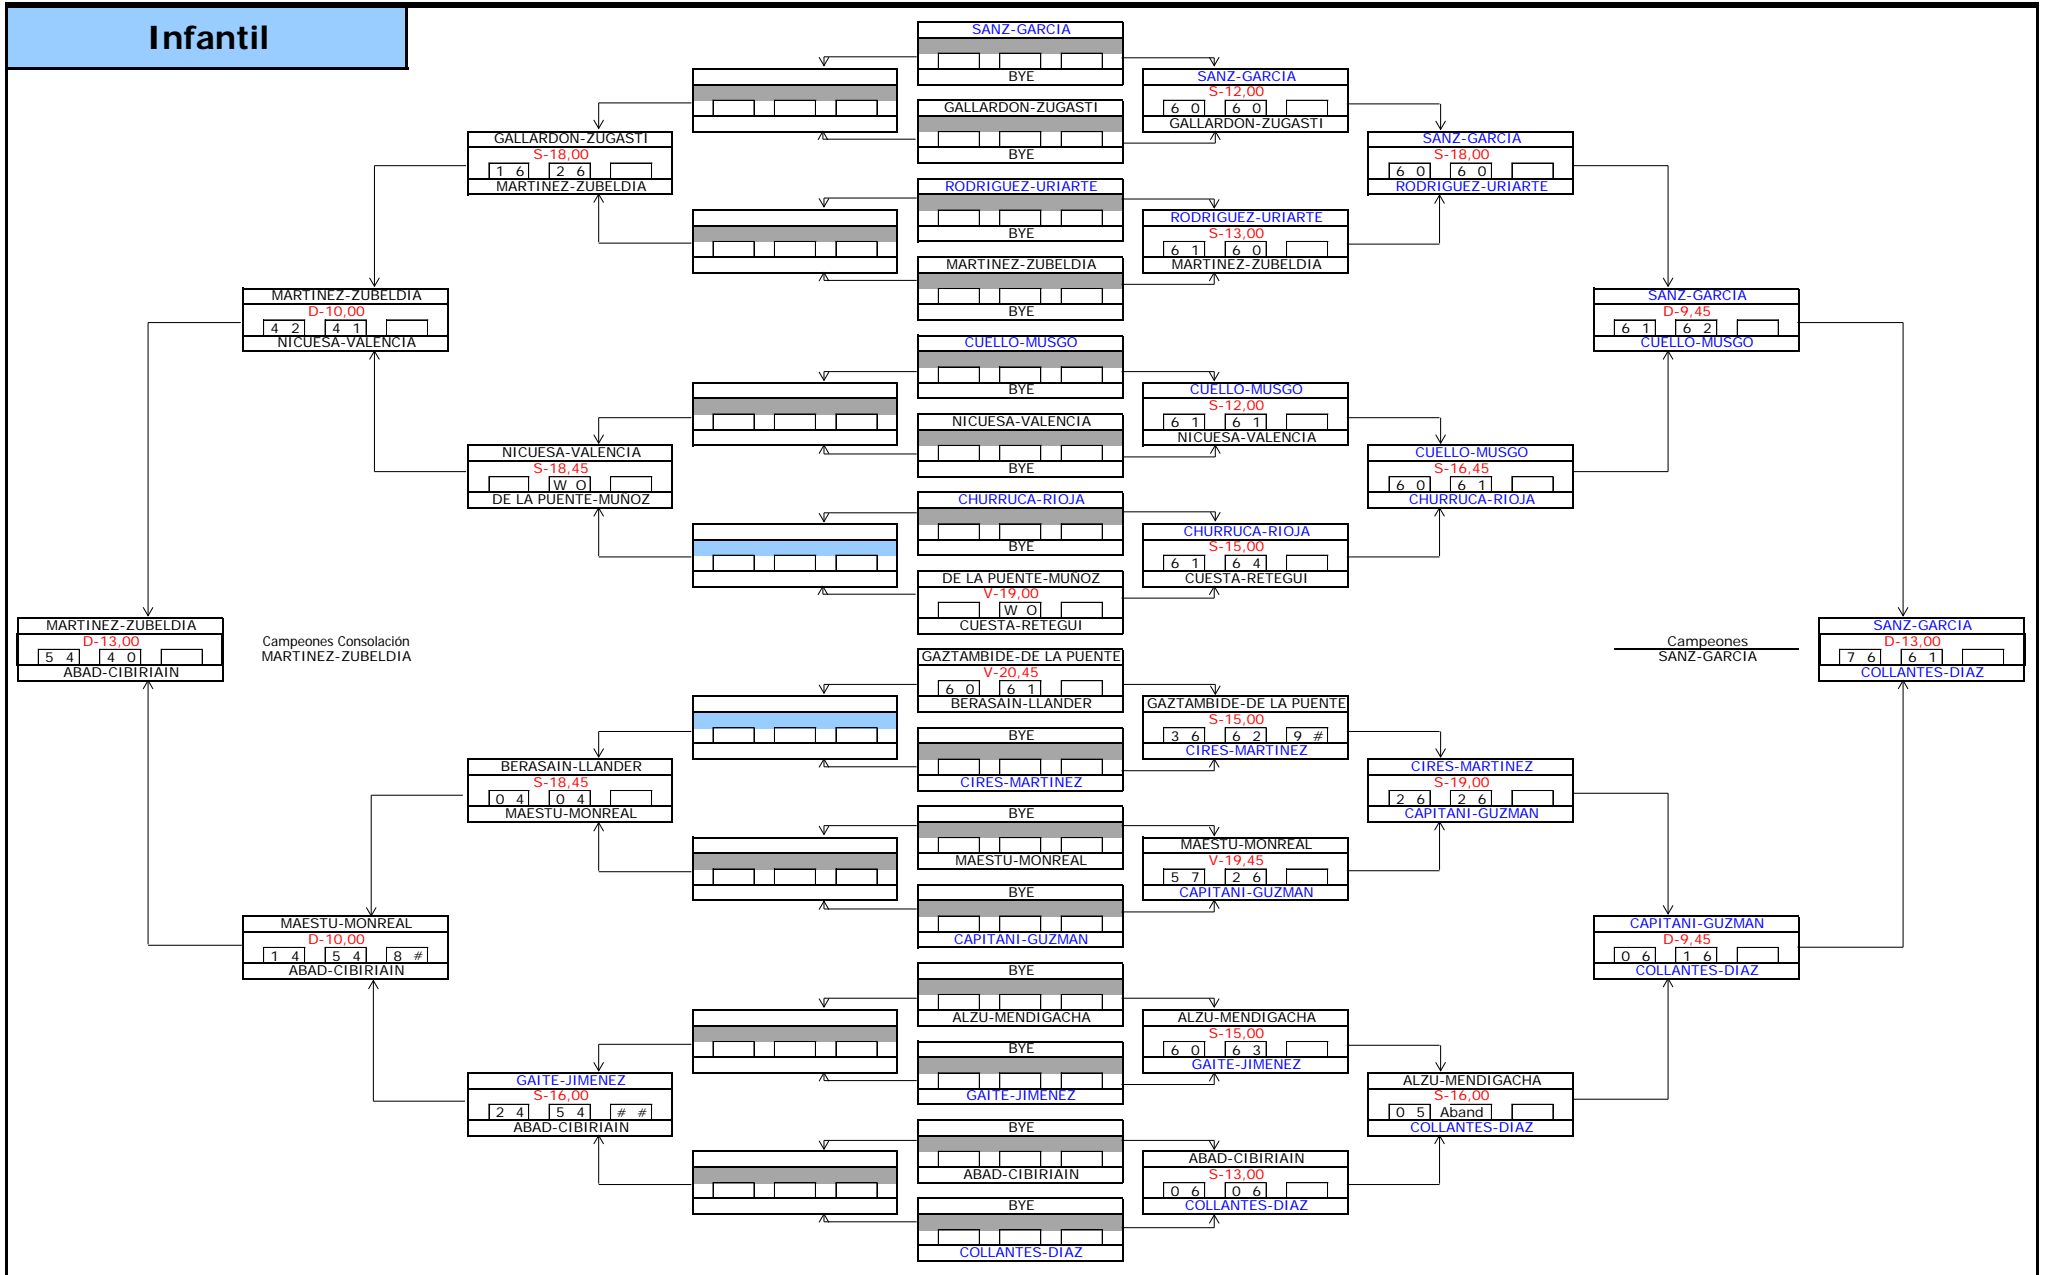 Infantil
MARTINEZ-ZUBELDIA
D-13,00
5 4 4 0
ABAD-CIBIRIAIN
Campeones Consolación
MARTINEZ-ZUBELDIA
MARTINEZ-ZUBELDIA
D-10,00
4 2 4 1
NICUESA-VALENCIA
MAESTU-MONREAL
D-10,00
1 4 5 4 8 #
ABAD-CIBIRIAIN
GALLARDON-ZUGASTI
S-18,00
1 6 2 6
MARTINEZ-ZUBELDIA
NICUESA-VALENCIA
S-18,45
W O
DE LA PUENTE-MUÑOZ
BERASAIN-LLANDER
S-18,45
0 4 0 4
MAESTU-MONREAL
GAITE-JIMENEZ
S-16,00
2 4 5 4 # #
ABAD-CIBIRIAIN
SANZ-GARCIA
BYE
GALLARDON-ZUGASTI
BYE
RODRIGUEZ-URIARTE
BYE
MARTINEZ-ZUBELDIA
BYE
CUELLO-MUSGO
BYE
NICUESA-VALENCIA
BYE
CHURRUCA-RIOJA
BYE
DE LA PUENTE-MUÑOZ
V-19,00
W O
CUESTA-RETEGUI
GAZTAMBIDE-DE LA PUENTE
V-20,45
6 0 6 1
BERASAIN-LLANDER
BYE
CIRES-MARTINEZ
BYE
MAESTU-MONREAL
BYE
CAPITANI-GUZMAN
BYE
ALZU-MENDIGACHA
BYE
GAITE-JIMENEZ
BYE
ABAD-CIBIRIAIN
BYE
COLLANTES-DIAZ
SANZ-GARCIA
S-12,00
6 0 6 0
GALLARDON-ZUGASTI
RODRIGUEZ-URIARTE
S-13,00
6 1 6 0
MARTINEZ-ZUBELDIA
CUELLO-MUSGO
S-12,00
6 1 6 1
NICUESA-VALENCIA
CHURRUCA-RIOJA
S-15,00
6 1 6 4
CUESTA-RETEGUI
GAZTAMBIDE-DE LA PUENTE
S-15,00
3 6 6 2 9 #
CIRES-MARTINEZ
MAESTU-MONREAL
V-19,45
5 7 2 6
CAPITANI-GUZMAN
ALZU-MENDIGACHA
S-15,00
6 0 6 3
GAITE-JIMENEZ
ABAD-CIBIRIAIN
S-13,00
0 6 0 6
COLLANTES-DIAZ
SANZ-GARCIA
S-18,00
6 0 6 0
RODRIGUEZ-URIARTE
CUELLO-MUSGO
S-16,45
6 0 6 1
CHURRUCA-RIOJA
CIRES-MARTINEZ
S-19,00
2 6 2 6
CAPITANI-GUZMAN
ALZU-MENDIGACHA
S-16,00
0 5 Aband
COLLANTES-DIAZ
SANZ-GARCIA
D-9,45
6 1 6 2
CUELLO-MUSGO
CAPITANI-GUZMAN
D-9,45
0 6 1 6
COLLANTES-DIAZ
Campeones
SANZ-GARCIA
SANZ-GARCIA
D-13,00
7 6 6 1
COLLANTES-DIAZ